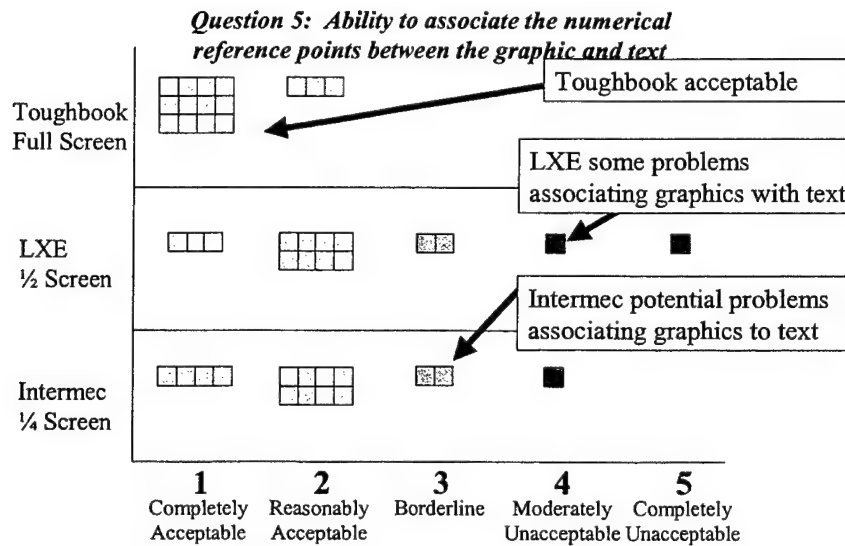 Question 5: Ability to associate the numerical
reference points between the graphic and text
Toughbook
Full Screen
Toughbook acceptable
LXE some problems
associating graphics with text
LXE
½ Screen
Intermec potential problems
associating graphics to text
Intermec
¼ Screen
1 2 3 4 5
Completely Reasonably Borderline Moderately Completely
Acceptable Acceptable Unacceptable Unacceptable